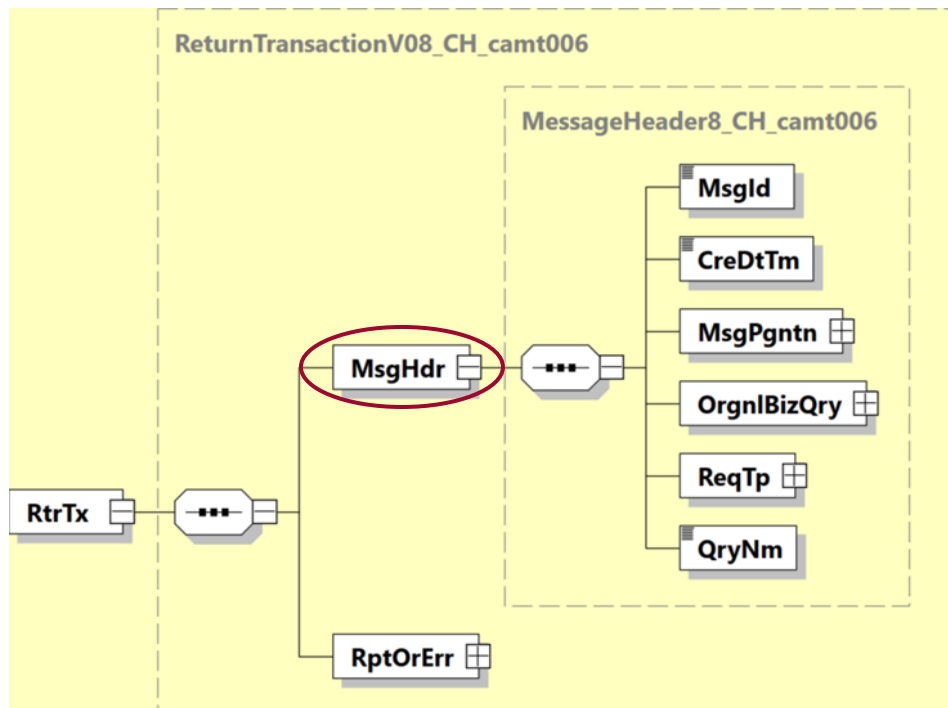 ReturnTransactionV08_CH_camt006
MessageHeader8_CH_camt006
MsgId
CreDtTm
MsgPgntn
MsgHdr
OrgnlBizQry
ReqTp
RtrTx
QryNm
RptOrErr